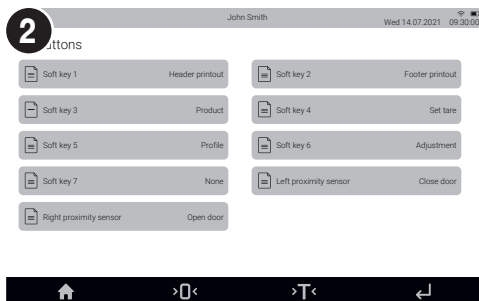 2
John Smith
Wed 14.07.2021 09:30:00
uttons
Soft key 1 Header printout
Soft key 2 Footer printout
Soft key 3 Product
Soft key 4 Set tare
Soft key 5 Profile
Soft key 6 Adjustment
Soft key 7 None
Left proximity sensor Close door
Right proximity sensor Open door
>0< >T<